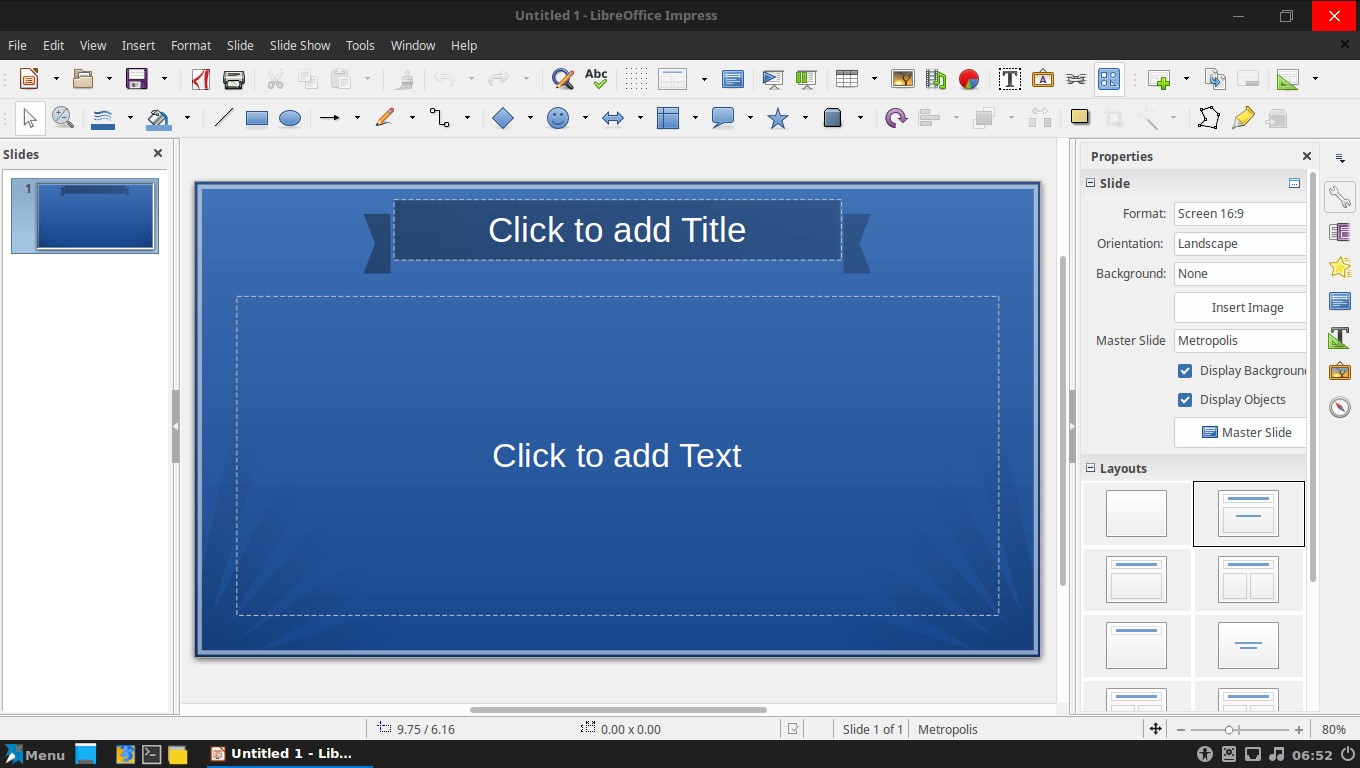 Untitled 1 - LibreOffice Impress
File Edit View Insert Format Slide Slide Show Tools Window Help
Abc
T
A
Slides
1
Click to add Title
Click to add Text
Properties
Slide
Format: Screen 16:9
Orientation: Landscape
Background: None
Insert Image
Master Slide Metropolis
Display Background
Display Objects
Master Slide
Layouts
9.75 / 6.16 0.00 x 0.00 Slide 1 of 1 Metropolis 80%
Menu Untitled 1 - Lib... 06:52